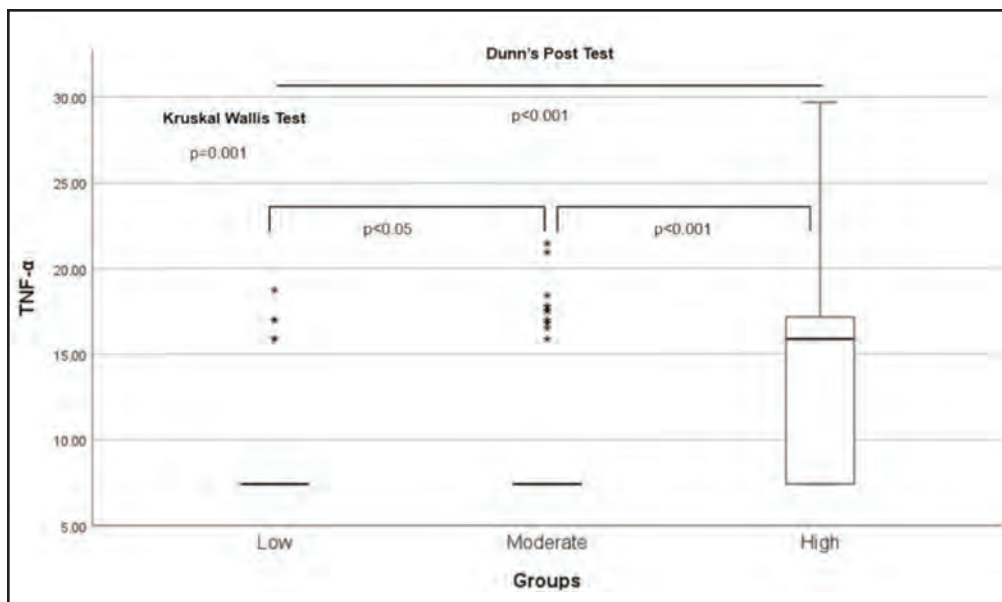 Dunn's Post Test
30.00
Kruskal Wallis Test
p<0.001
p=0.001
25.00
p<0.05
p<0.001
20.00
TNF-α
15.00
10.00
5.00
Low
Moderate
High
Groups